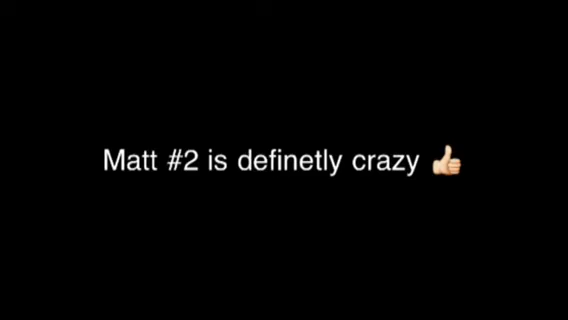 Matt #2 is definetly crazy 👍🏻